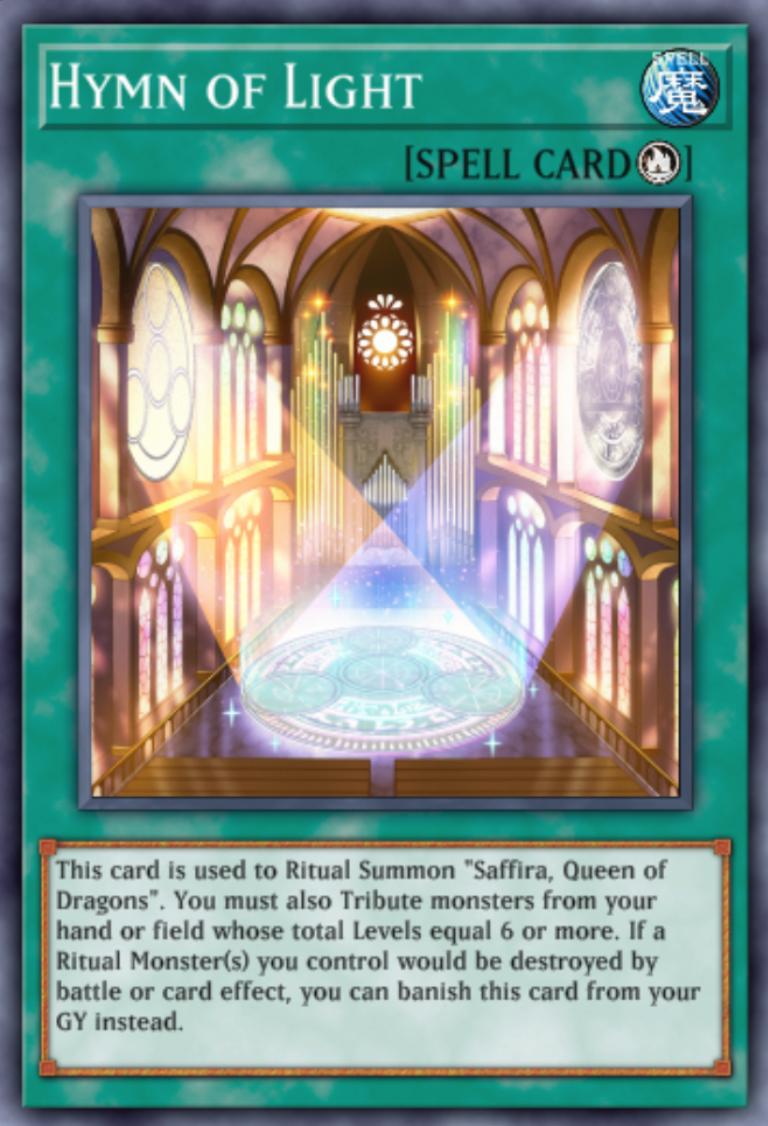 Hymn of Light
SPELL
魔
[SPELL CARD]
This card is used to Ritual Summon "Saffira, Queen of
Dragons". You must also Tribute monsters from your
hand or field whose total Levels equal 6 or more. If a
Ritual Monster(s) you control would be destroyed by
battle or card effect, you can banish this card from your
GY instead.